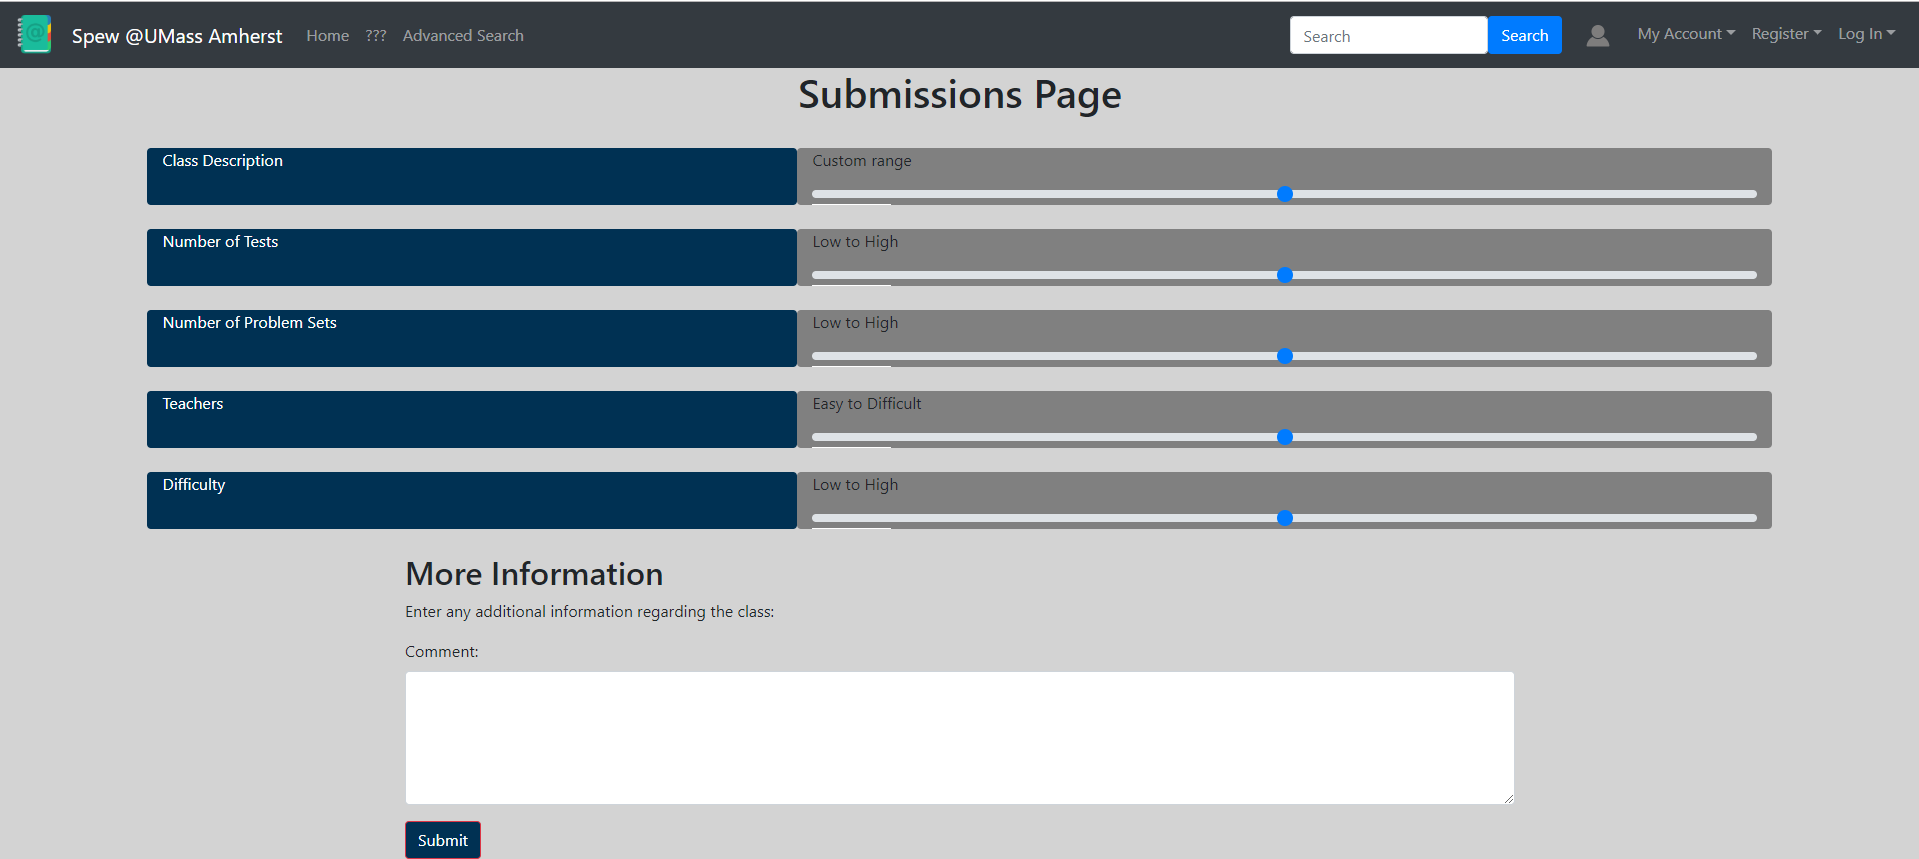 Spew @UMass Amherst Home ??? Advanced Search Search Search My Account Register Log In
Submissions Page
Class Description Custom range
Number of Tests Low to High
Number of Problem Sets Low to High
Teachers Easy to Difficult
Difficulty Low to High
More Information
Enter any additional information regarding the class:
Comment:
Submit